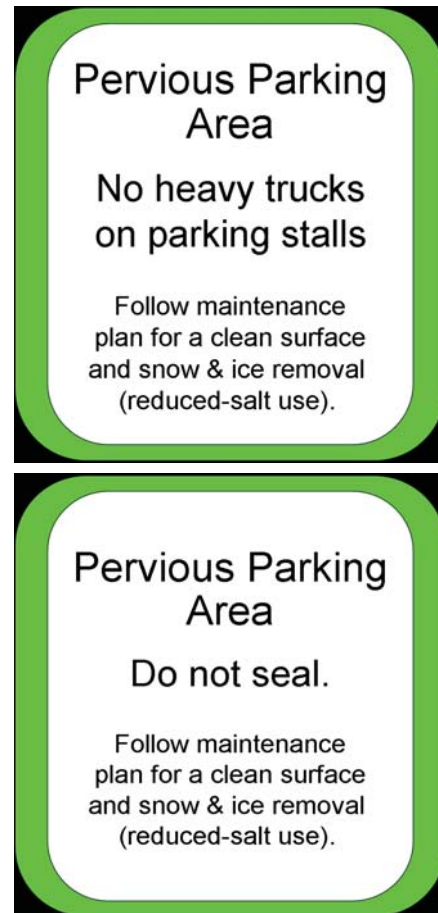 Pervious Parking
Area
No heavy trucks
on parking stalls
Follow maintenance
plan for a clean surface
and snow & ice removal
(reduced-salt use).
Pervious Parking
Area
Do not seal.
Follow maintenance
plan for a clean surface
and snow & ice removal
(reduced-salt use).